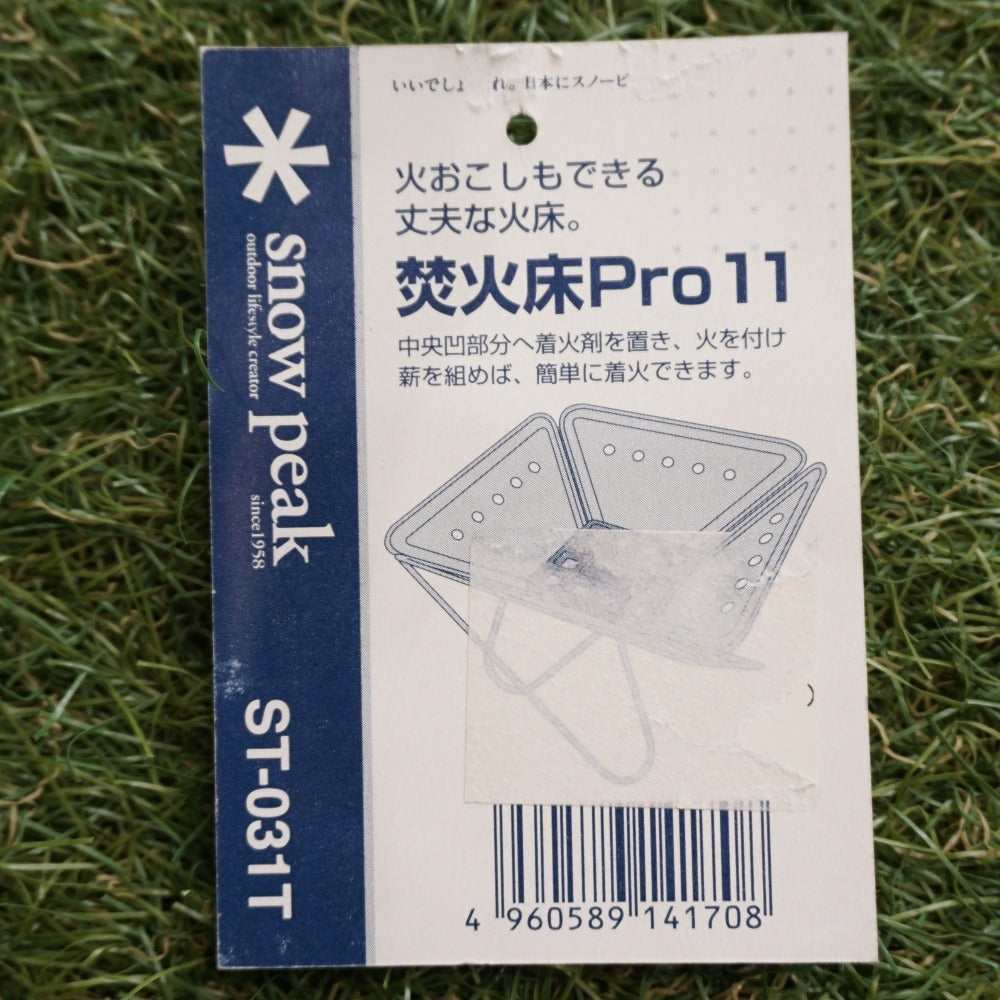 いいでしょ れ。日本にスノーピ
火おこしもできる
丈夫な火床。
焚火床Pro11
中央凹部分へ着火剤を置き、火を付け
薪を組めば、簡単に着火できます。
snow peak
outdoor lifestyle creator
since1958
ST-031T
4 960589 141708